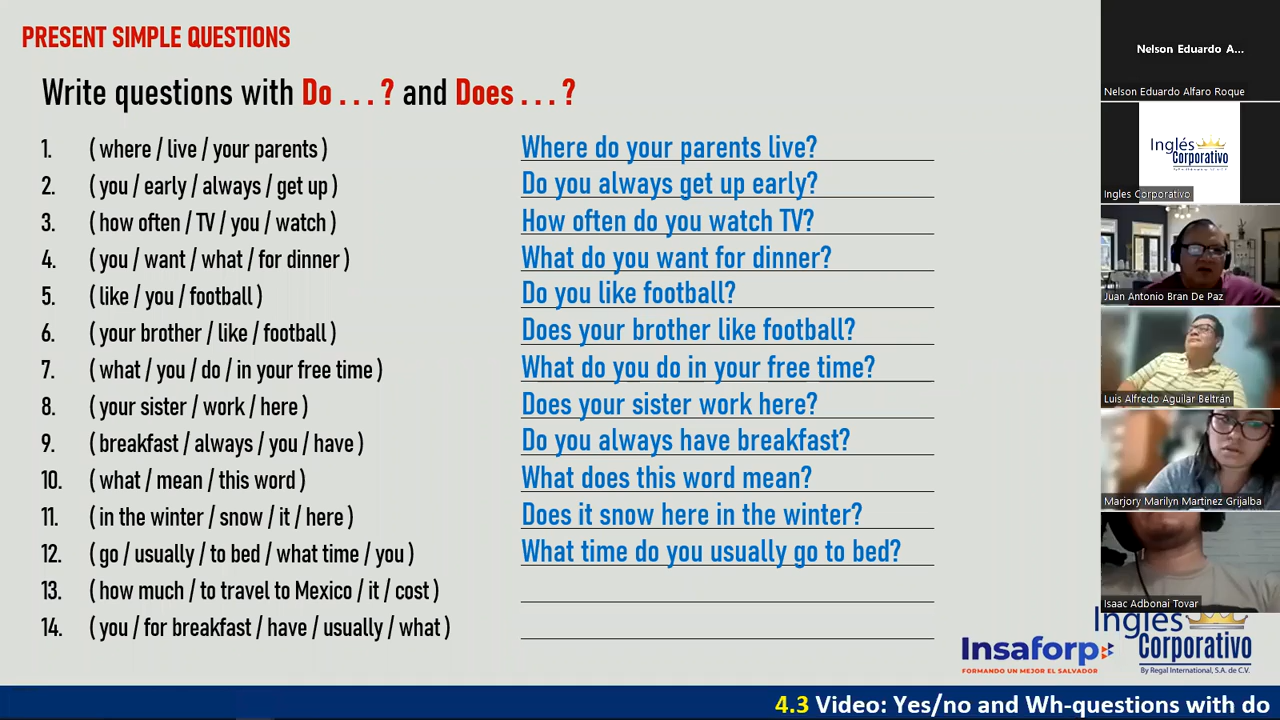 PRESENT SIMPLE QUESTIONS
Write questions with Do . . . ? and Does . . . ?
1. ( where / live / your parents ) Where do your parents live?
2. ( you / early / always / get up ) Do you always get up early?
3. ( how often / TV / you / watch ) How often do you watch TV?
4. ( you / want / what / for dinner ) What do you want for dinner?
5. ( like / you / football ) Do you like football?
6. ( your brother / like / football ) Does your brother like football?
7. ( what / you / do / in your free time ) What do you do in your free time?
8. ( your sister / work / here ) Does your sister work here?
9. ( breakfast / always / you / have ) Do you always have breakfast?
10. ( what / mean / this word ) What does this word mean?
11. ( in the winter / snow / it / here ) Does it snow here in the winter?
12. ( go / usually / to bed / what time / you ) What time do you usually go to bed?
13. ( how much / to travel to Mexico / it / cost )
14. ( you / for breakfast / have / usually / what )
Nelson Eduardo A...
Nelson Eduardo Alfaro Roque
Inglés
Corporativo
Ingles Corporativo
Juan Antonio Bran De Paz
Luis Alfredo Aguilar Beltrán
Marjory Marilyn Martinez Grijalba
Isaac Adbonai Tovar
Insaforp
FORMANDO UN MEJOR EL SALVADOR
Inglés
Corporativo
By Regal International, S.A. de C.V.
4.3 Video: Yes/no and Wh-questions with do